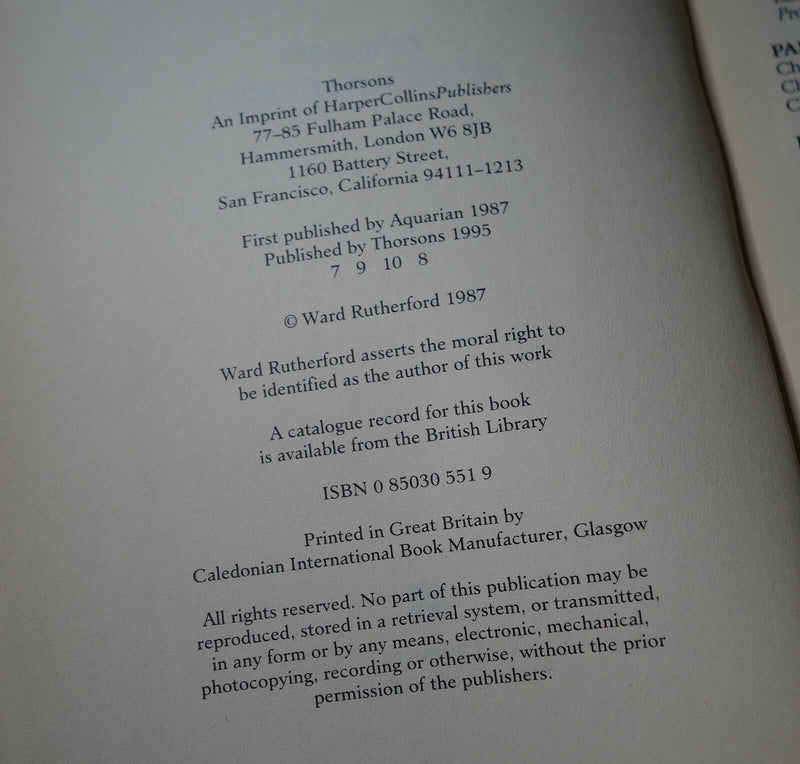 Thorsons
An Imprint of HarperCollinsPublishers
77–85 Fulham Palace Road,
Hammersmith, London W6 8JB
1160 Battery Street,
San Francisco, California 94111–1213
First published by Aquarian 1987
Published by Thorsons 1995
7 9 10 8
© Ward Rutherford 1987
Ward Rutherford asserts the moral right to
be identified as the author of this work
A catalogue record for this book
is available from the British Library
ISBN 0 85030 551 9
Printed in Great Britain by
Caledonian International Book Manufacturer, Glasgow
All rights reserved. No part of this publication may be
reproduced, stored in a retrieval system, or transmitted,
in any form or by any means, electronic, mechanical,
photocopying, recording or otherwise, without the prior
permission of the publishers.